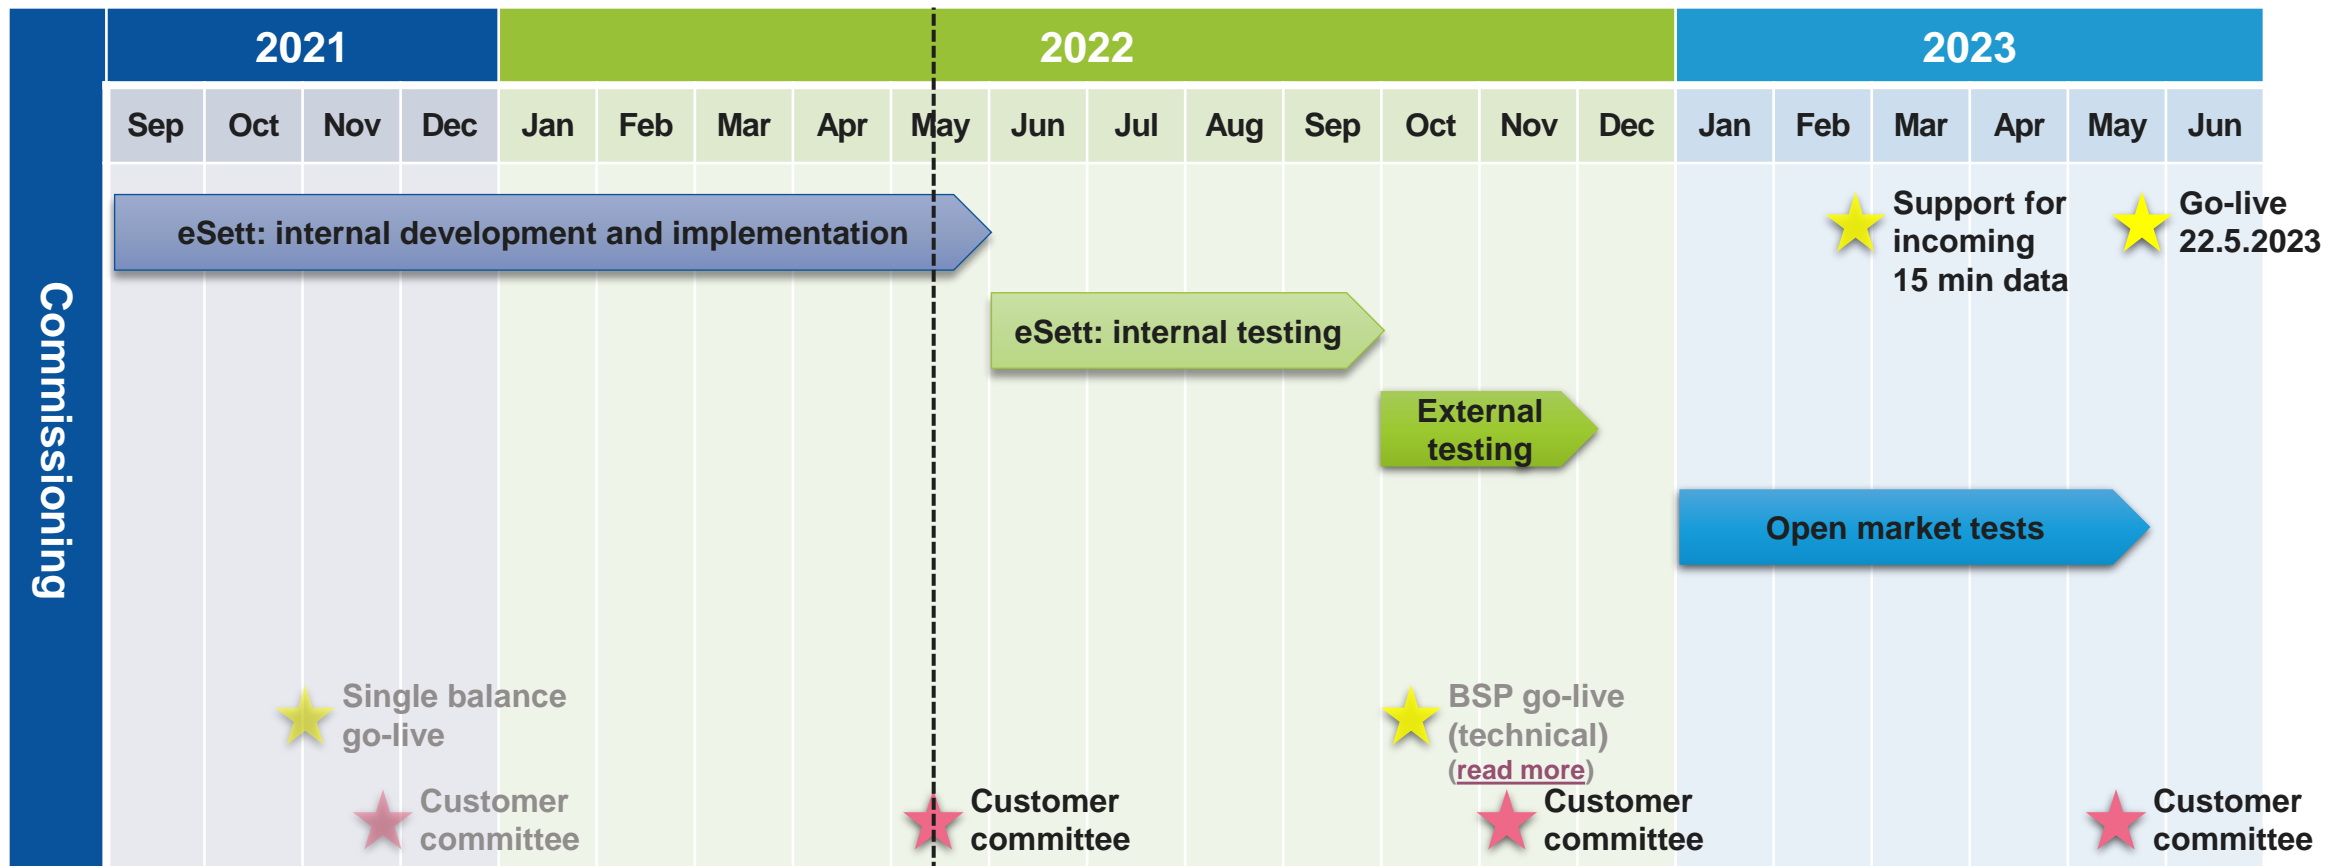 2021
2022
2023
Sep Oct Nov Dec Jan Feb Mar Apr May Jun Jul Aug Sep Oct Nov Dec Jan Feb Mar Apr May Jun
Commissioning
eSett: internal development and implementation
Support for
incoming
15 min data
Go-live
22.5.2023
eSett: internal testing
External
testing
Open market tests
Single balance
go-live
BSP go-live
(technical)
(read more)
Customer
committee
Customer
committee
Customer
committee
Customer
committee